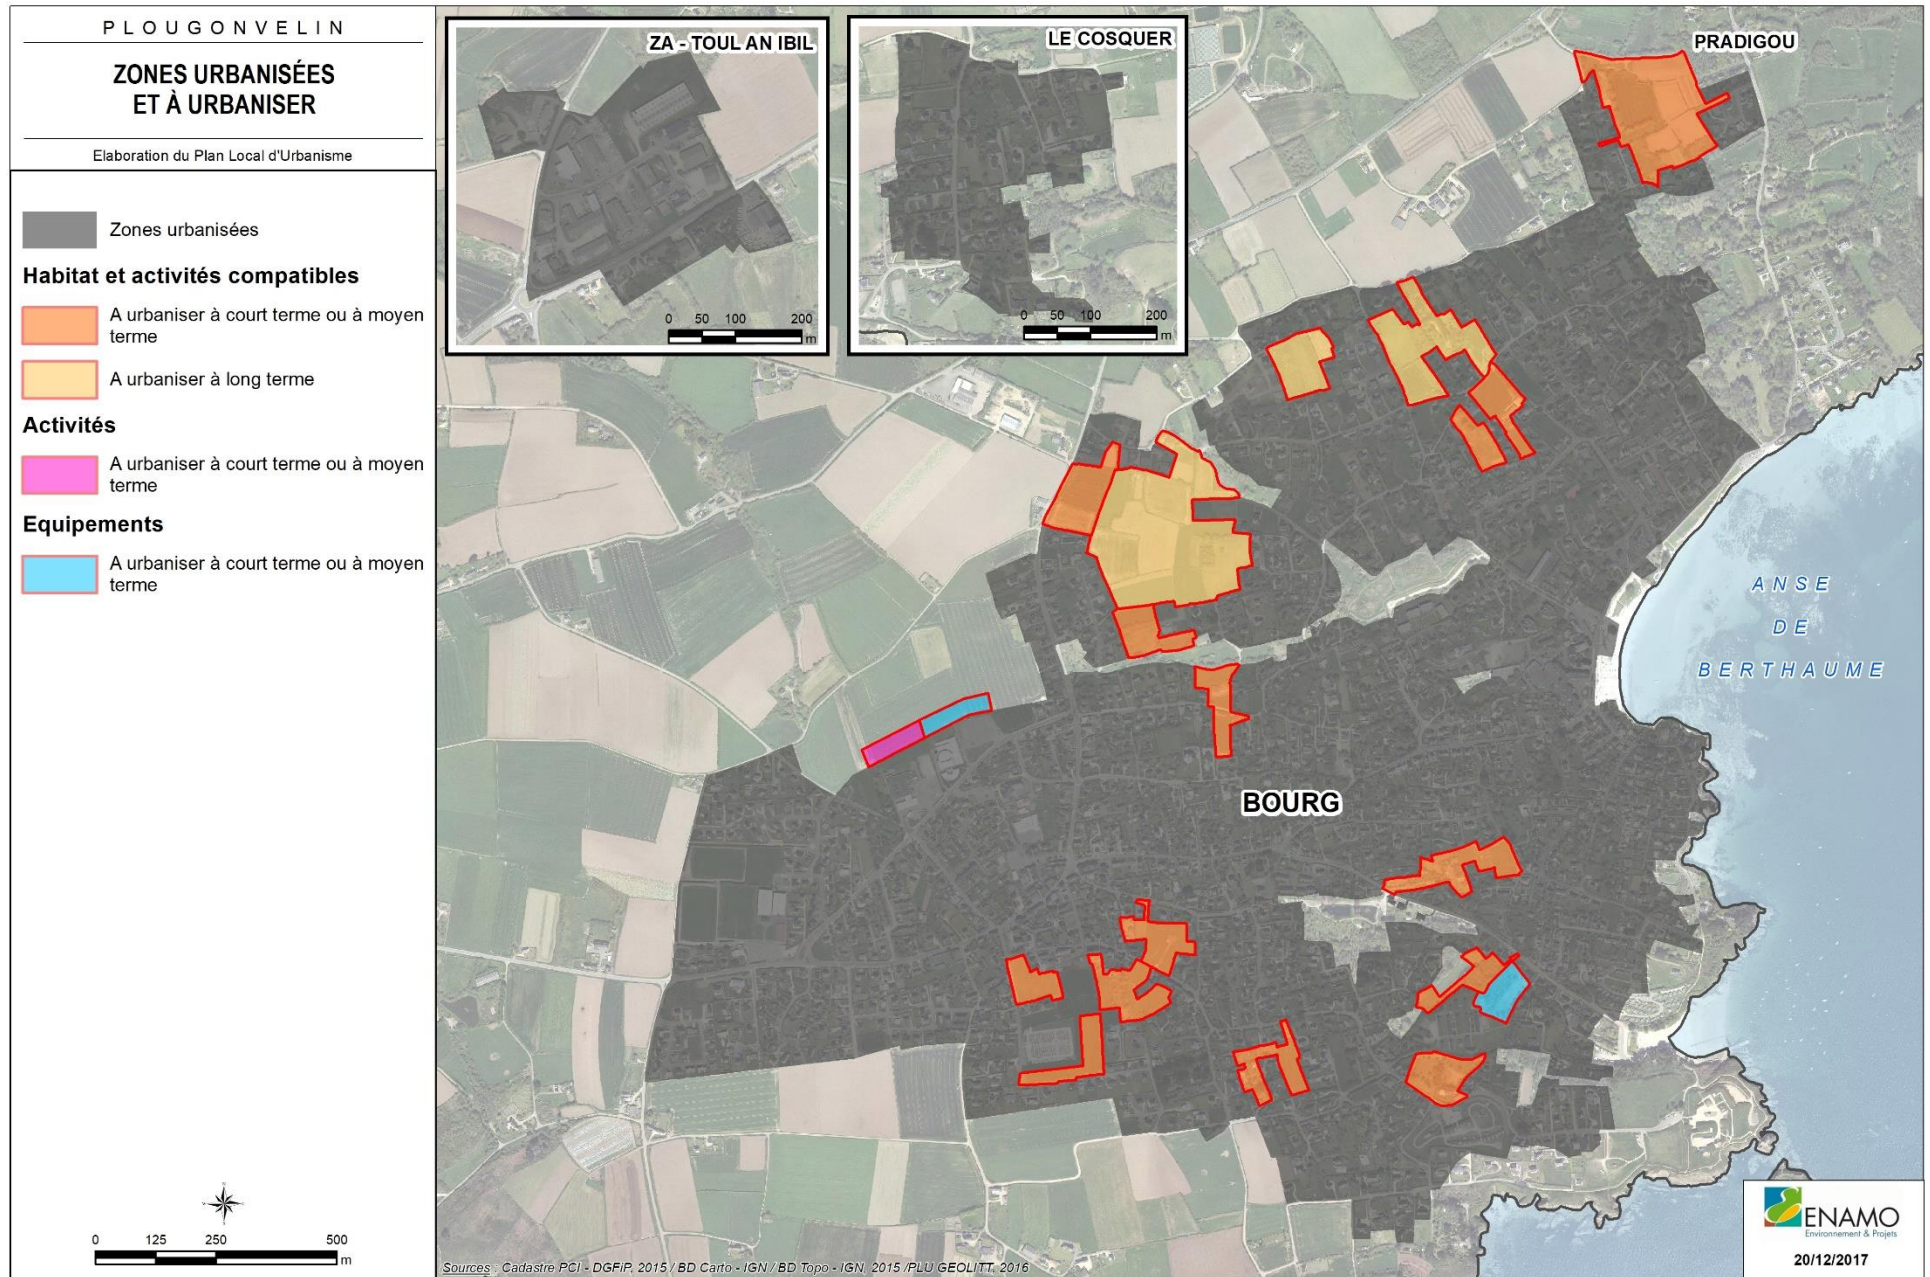 PLOUGONVELIN
ZONES URBANISÉES
ET À URBANISER
Elaboration du Plan Local d'Urbanisme
Zones urbanisées
Habitat et activités compatibles
A urbaniser à court terme ou à moyen
terme
A urbaniser à long terme
Activités
A urbaniser à court terme ou à moyen
terme
Equipements
A urbaniser à court terme ou à moyen
terme
0 125 250 500
m
ZA - TOUL AN IBIL
0 50 100 200
m
LE COSQUER
0 50 100 200
m
PRADIGOU
ANSE
DE
BERTHAUME
BOURG
Sources : Cadastre PCI - DGFiP, 2015 / BD Carto - IGN / BD Topo - IGN, 2015 /PLU GEOLITT, 2016
ENAMO
Environnement & Projets
20/12/2017